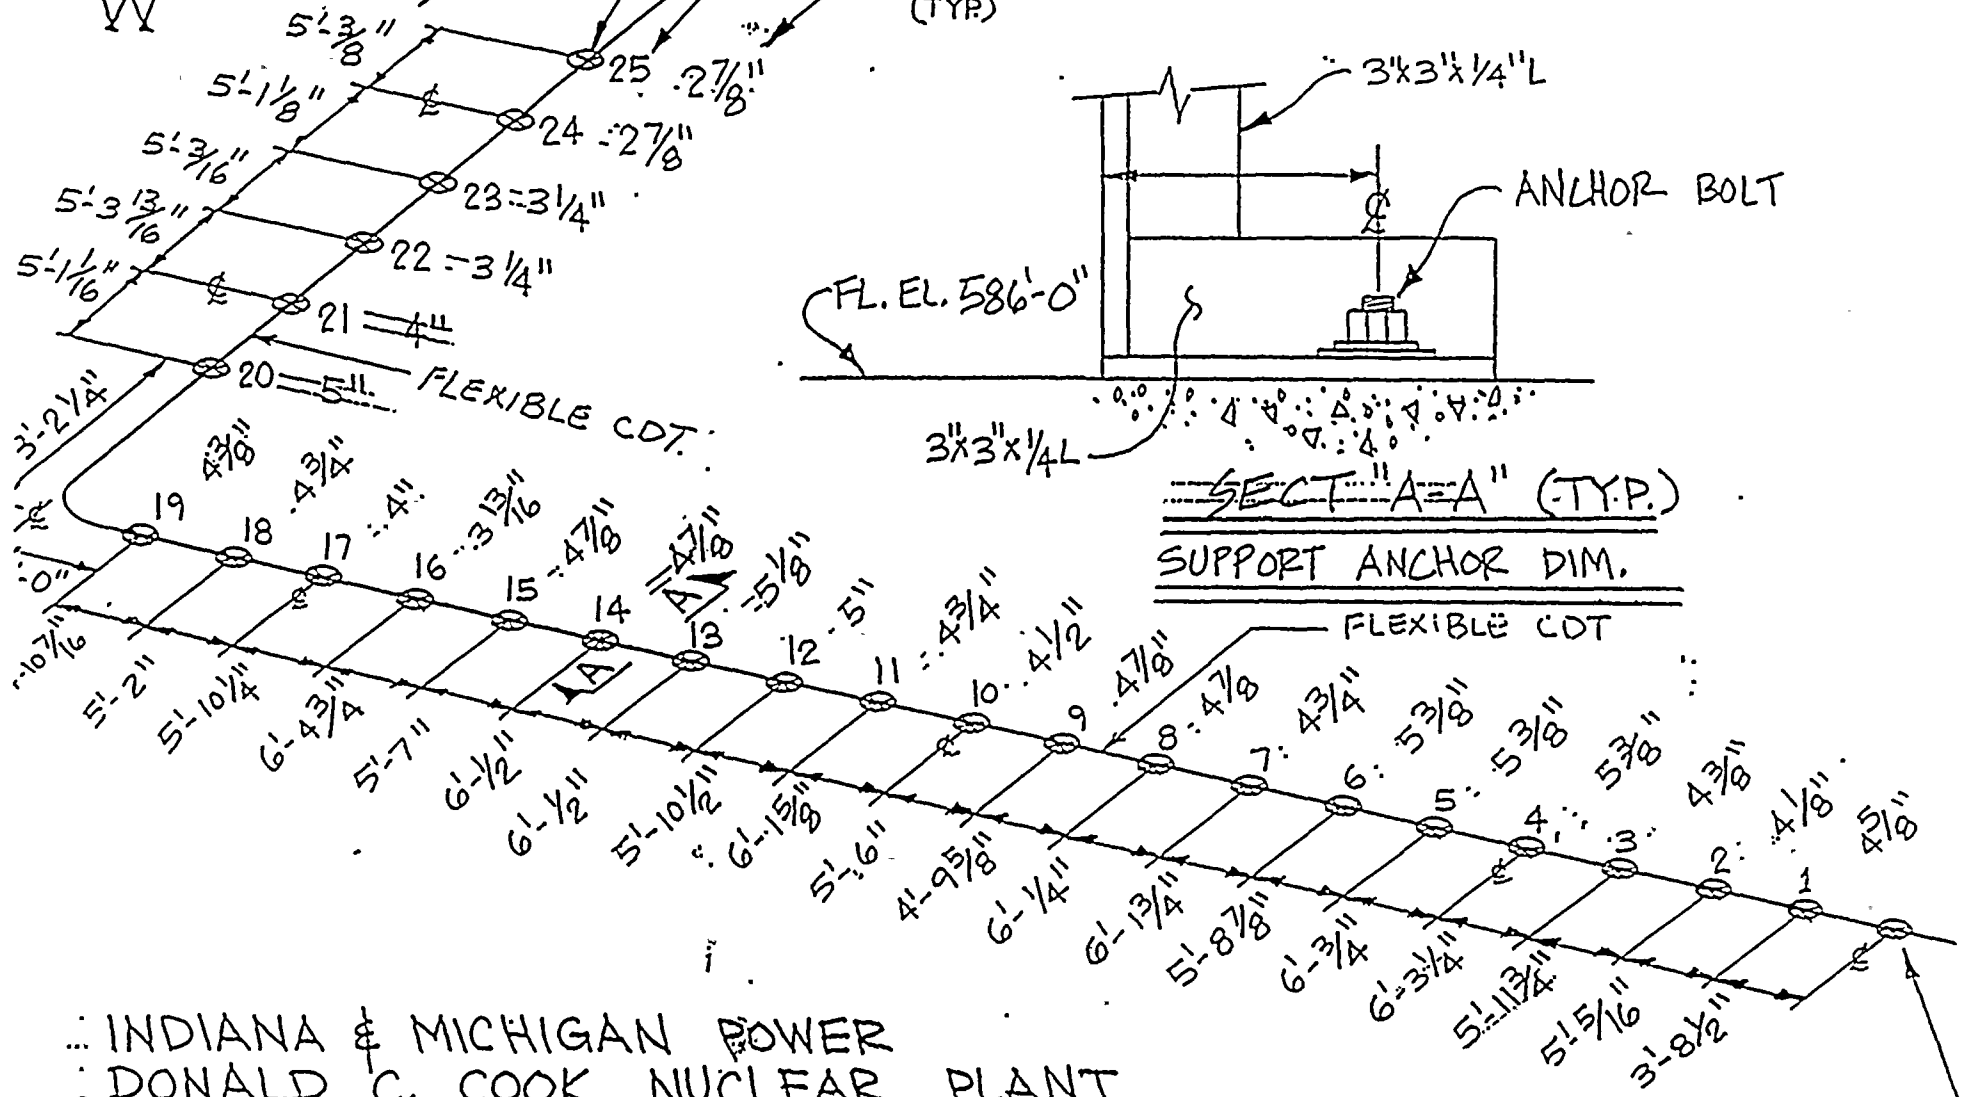 (TYP.)
5'-3/8"
25 2 7/8"
5'-1 1/8"
℄
24 - 2 7/8"
5'-3/16"
23 = 3 1/4"
5'-3 13/16"
22 = 3 1/4"
5'-1 1/16"
℄
21 = 4"
20 = 5"
FLEXIBLE CDT.
3'-2 1/4"
℄
3"x3"x1/4"L
℄
ANCHOR BOLT
FL. EL. 586'-0"
3"x3"x1/4 L
SECT "A-A" (TYP.)
SUPPORT ANCHOR DIM.
FLEXIBLE CDT
19 4 3/8"
18 4 3/4"
17 4"
16 3 13/16"
15 4 7/8"
14 = 4 7/8"
13 - 5 1/8"
12 5"
11 4 3/4"
10 4 1/2"
9 4 7/8"
8 4 7/8
7 4 3/4"
6 5 3/8"
5 5 3/8"
4 5 3/8"
3 4 3/8"
2 4 1/8"
1 4 5/8"
A
A
℄
℄
℄
℄
-0"
-10 7/16"
5'-2"
5'-10 1/4"
6'-4 3/4"
5'-7"
6'-1/2"
6'-1/2"
5'-10 1/2"
6'-1 5/8"
5'-6"
4'-9 5/8"
6'-1/4"
6'-1 3/4"
5'-8 7/8"
6'-3/4"
6'-3 1/4"
5'-11 3/4"
5'-5/16"
3'-8 1/2"
INDIANA & MICHIGAN POWER
DONALD C. COOK NUCLEAR PLANT